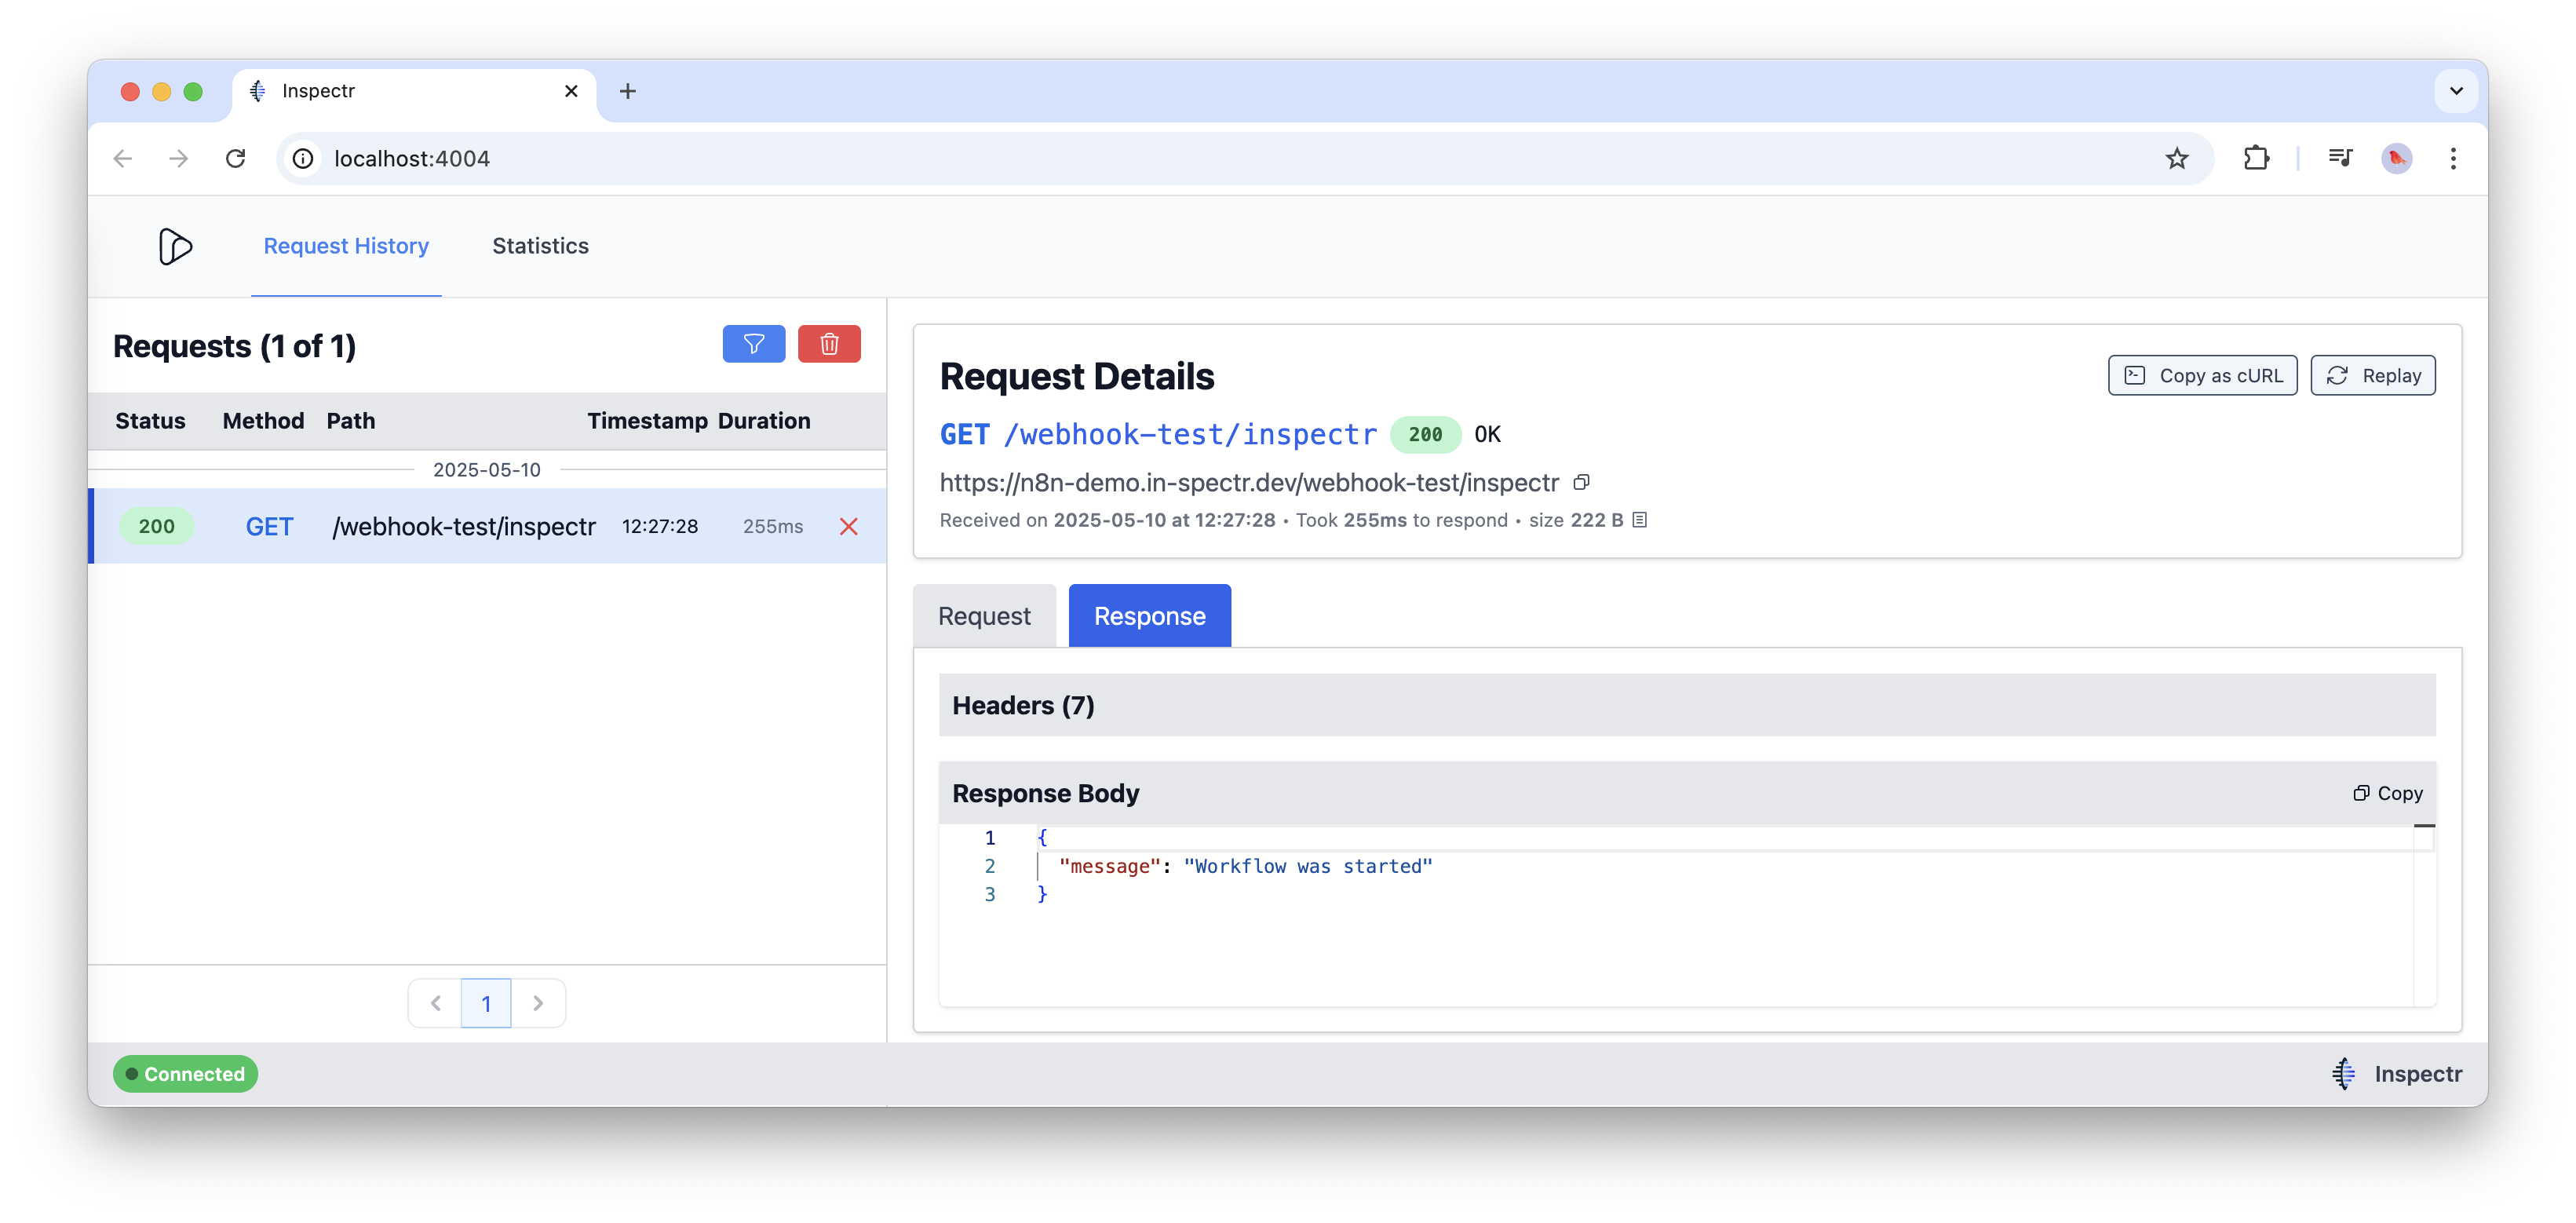 Inspectr
localhost:4004
Request History Statistics
Requests (1 of 1)
Status Method Path Timestamp Duration
2025-05-10
200 GET /webhook-test/inspectr 12:27:28 255ms
1
Request Details
Copy as cURL Replay
GET /webhook-test/inspectr 200 OK
https://n8n-demo.in-spectr.dev/webhook-test/inspectr
Received on 2025-05-10 at 12:27:28 • Took 255ms to respond • size 222 B
Request Response
Headers (7)
Response Body Copy
1 {
2 "message": "Workflow was started"
3 }
Connected Inspectr